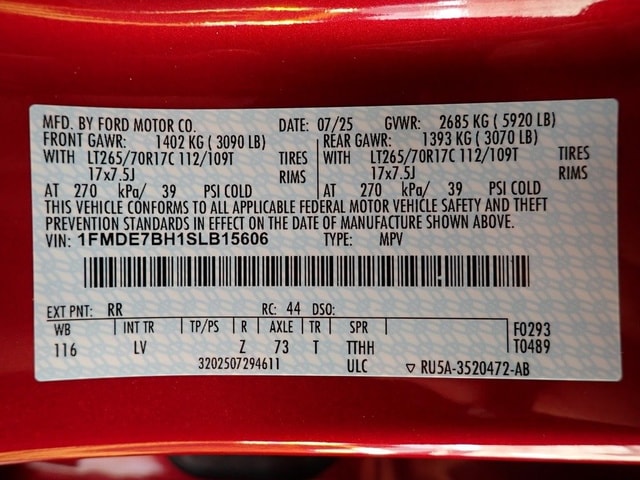 MFD. BY FORD MOTOR CO. DATE: 07/25 GVWR: 2685 KG ( 5920 LB)
FRONT GAWR: 1402 KG ( 3090 LB) REAR GAWR: 1393 KG ( 3070 LB)
WITH LT265/70R17C 112/109T TIRES WITH LT265/70R17C 112/109T TIRES
17x7.5J RIMS 17x7.5J RIMS
AT 270 kPa/ 39 PSI COLD AT 270 kPa/ 39 PSI COLD
THIS VEHICLE CONFORMS TO ALL APPLICABLE FEDERAL MOTOR VEHICLE SAFETY AND THEFT
PREVENTION STANDARDS IN EFFECT ON THE DATE OF MANUFACTURE SHOWN ABOVE.
VIN: 1FMDE7BH1SLB15606 TYPE: MPV
EXT PNT: RR RC: 44 DSO:
WB INT TR TP/PS R AXLE TR SPR F0293
116 LV Z 73 T TTHH T0489
3202507294611 ULC ▽ RU5A-3520472-AB